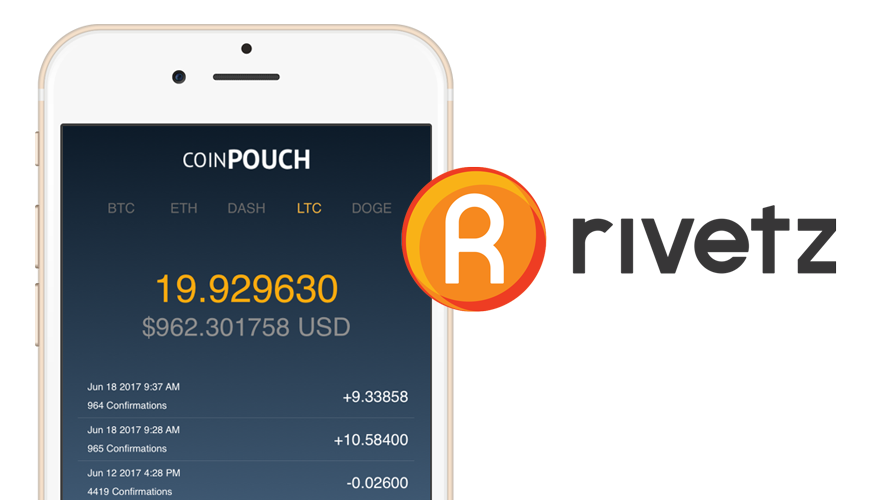 COINPOUCH
BTC ETH DASH LTC DOGE
19.929630
$962.301758 USD
Jun 18 2017 9:37 AM
964 Confirmations
+9.33858
Jun 18 2017 9:28 AM
965 Confirmations
+10.58400
Jun 12 2017 4:28 PM
4419 Confirmations
-0.02600
R rivetz